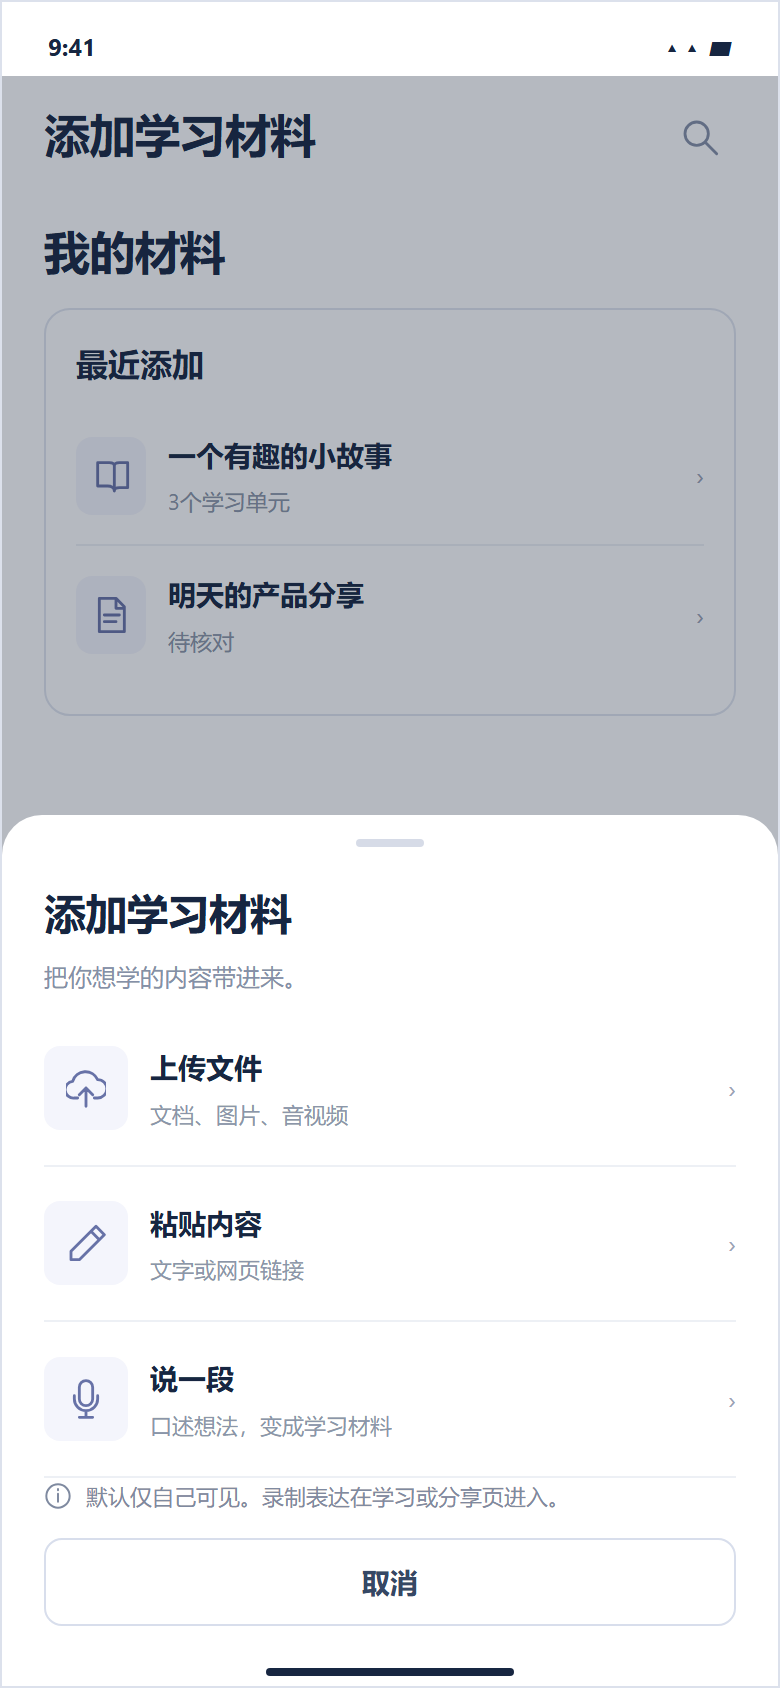 9:41
添加学习材料
我的材料
最近添加
一个有趣的小故事
3个学习单元
明天的产品分享
待核对
添加学习材料
把你想学的内容带进来。
上传文件
文档、图片、音视频
粘贴内容
文字或网页链接
说一段
口述想法，变成学习材料
默认仅自己可见。录制表达在学习或分享页进入。
取消